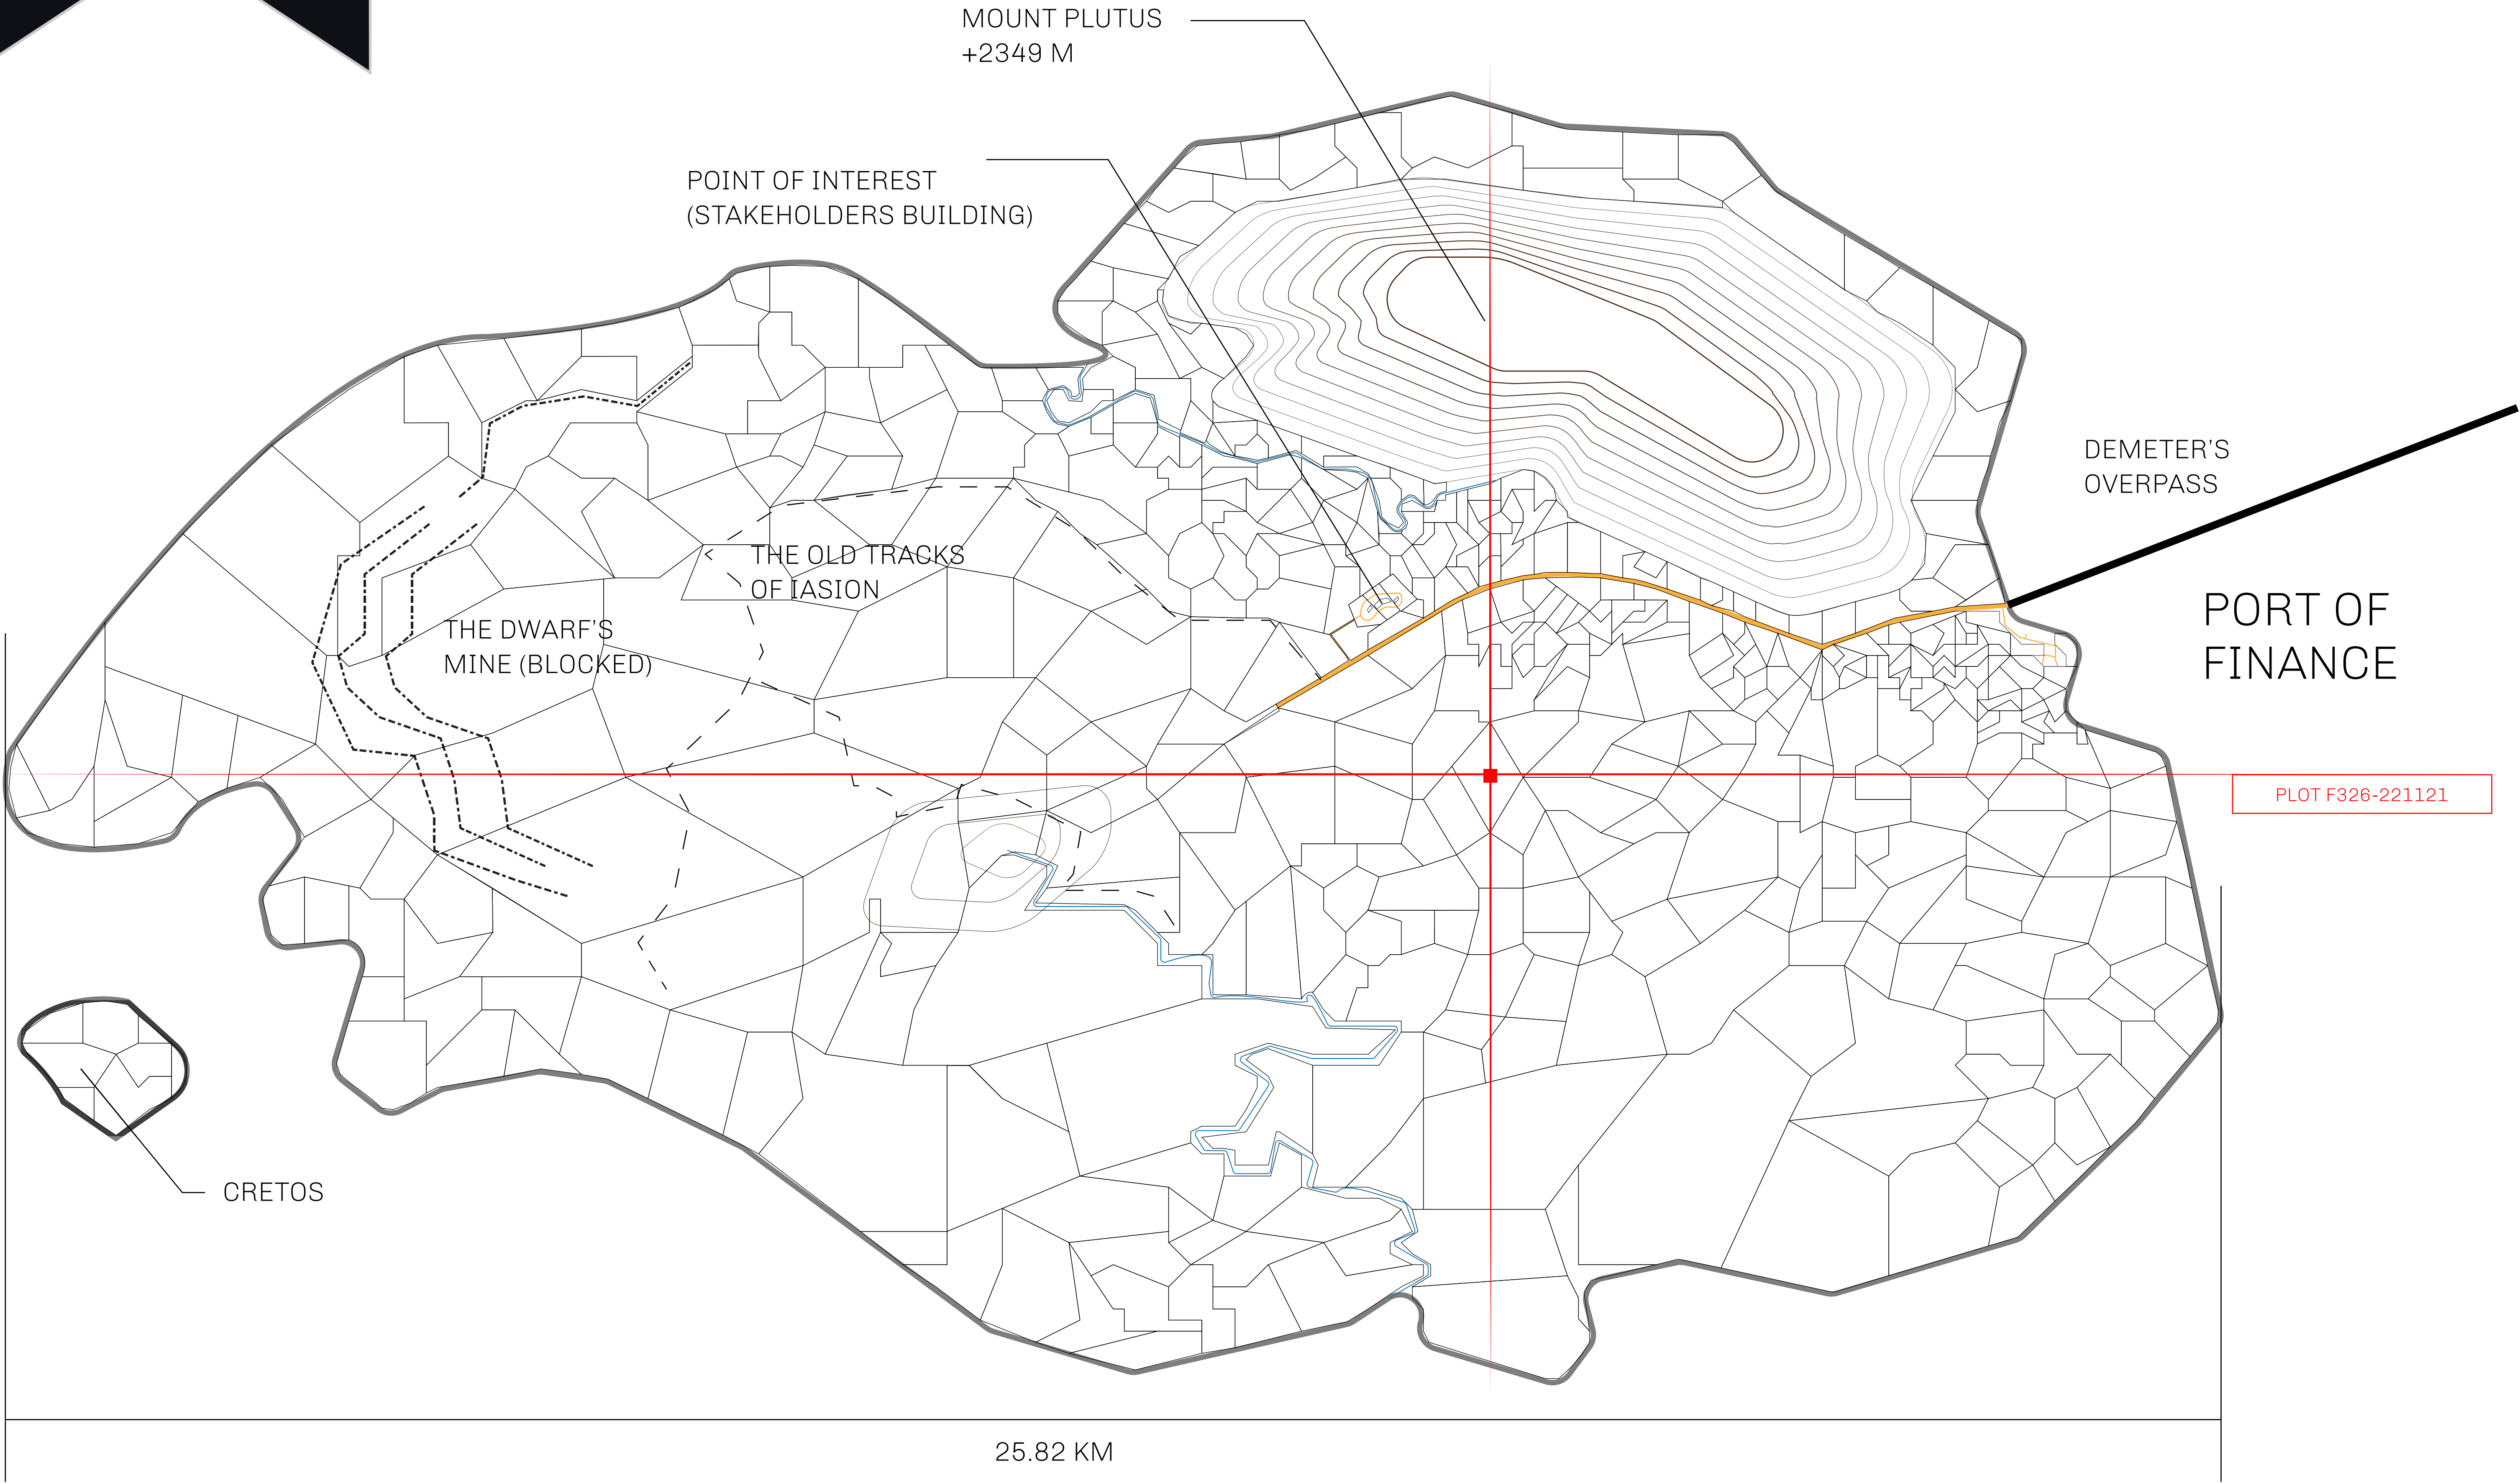 MOUNT PLUTUS
+2349 M
POINT OF INTEREST
(STAKEHOLDERS BUILDING)
DEMETER'S
OVERPASS
THE OLD TRACKS
OF IASION
PORT OF
FINANCE
THE DWARF'S
MINE (BLOCKED)
PLOT F326-221121
CRETOS
25.82 KM